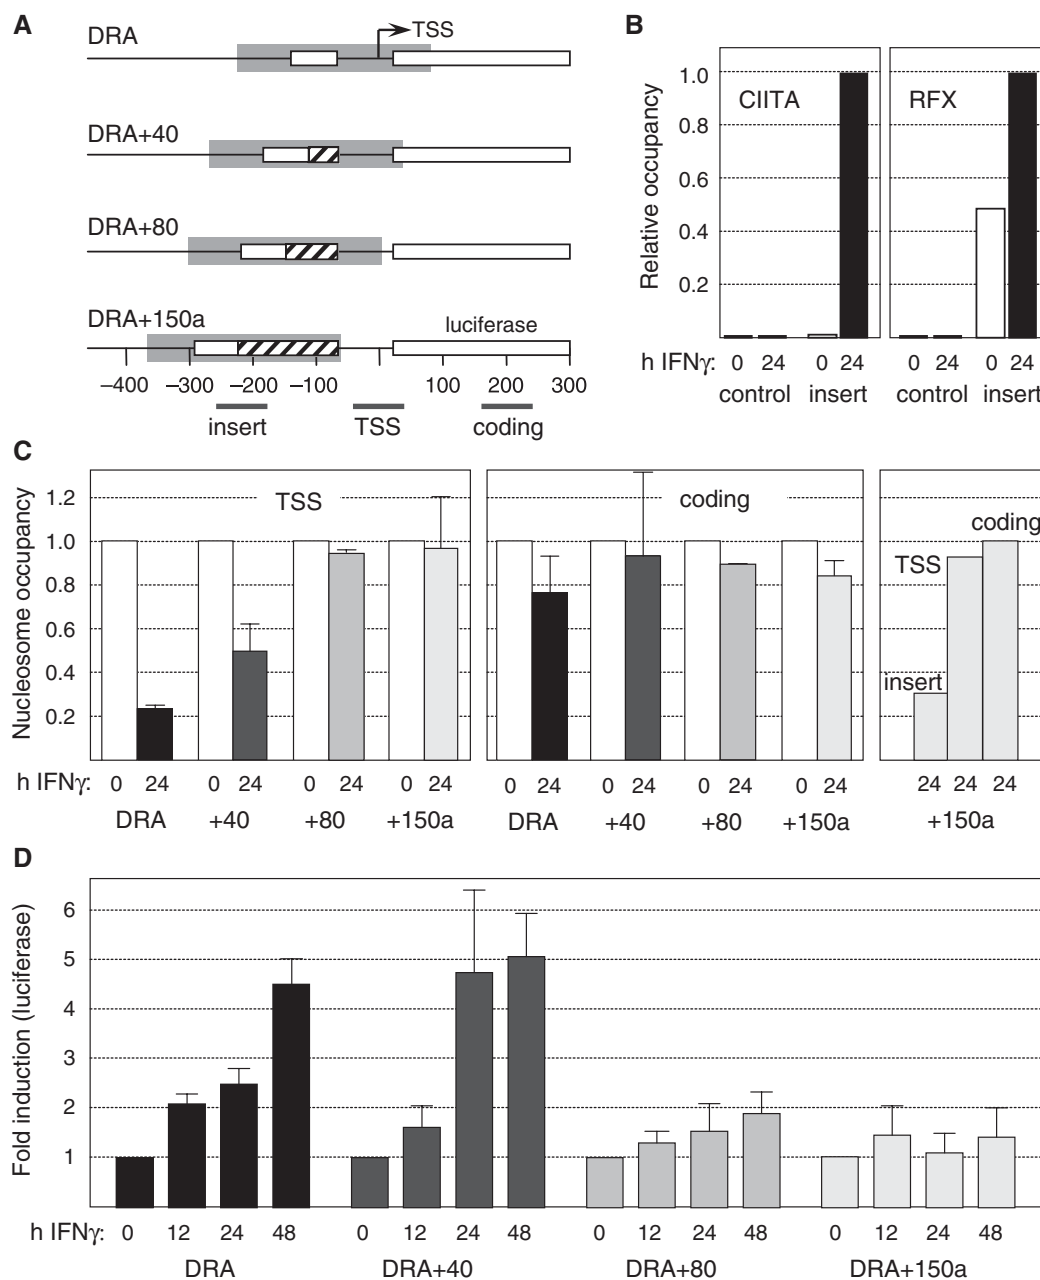 A
DRA
TSS
DRA+40
DRA+80
DRA+150a
luciferase
–400 –300 –200 –100 100 200 300
insert TSS coding
B
Relative occupancy
1.0
0.8
0.6
0.4
0.2
CIITA RFX
h IFNγ: 0 24 0 24 0 24 0 24
control insert control insert
C
Nucleosome occupancy
1.2
1.0
0.8
0.6
0.4
0.2
TSS coding coding
TSS
insert
h IFNγ: 0 24 0 24 0 24 0 24 0 24 0 24 0 24 0 24 24 24 24
DRA +40 +80 +150a DRA +40 +80 +150a +150a
D
Fold induction (luciferase)
6
5
4
3
2
1
h IFNγ: 0 12 24 48 0 12 24 48 0 12 24 48 0 12 24 48
DRA DRA+40 DRA+80 DRA+150a